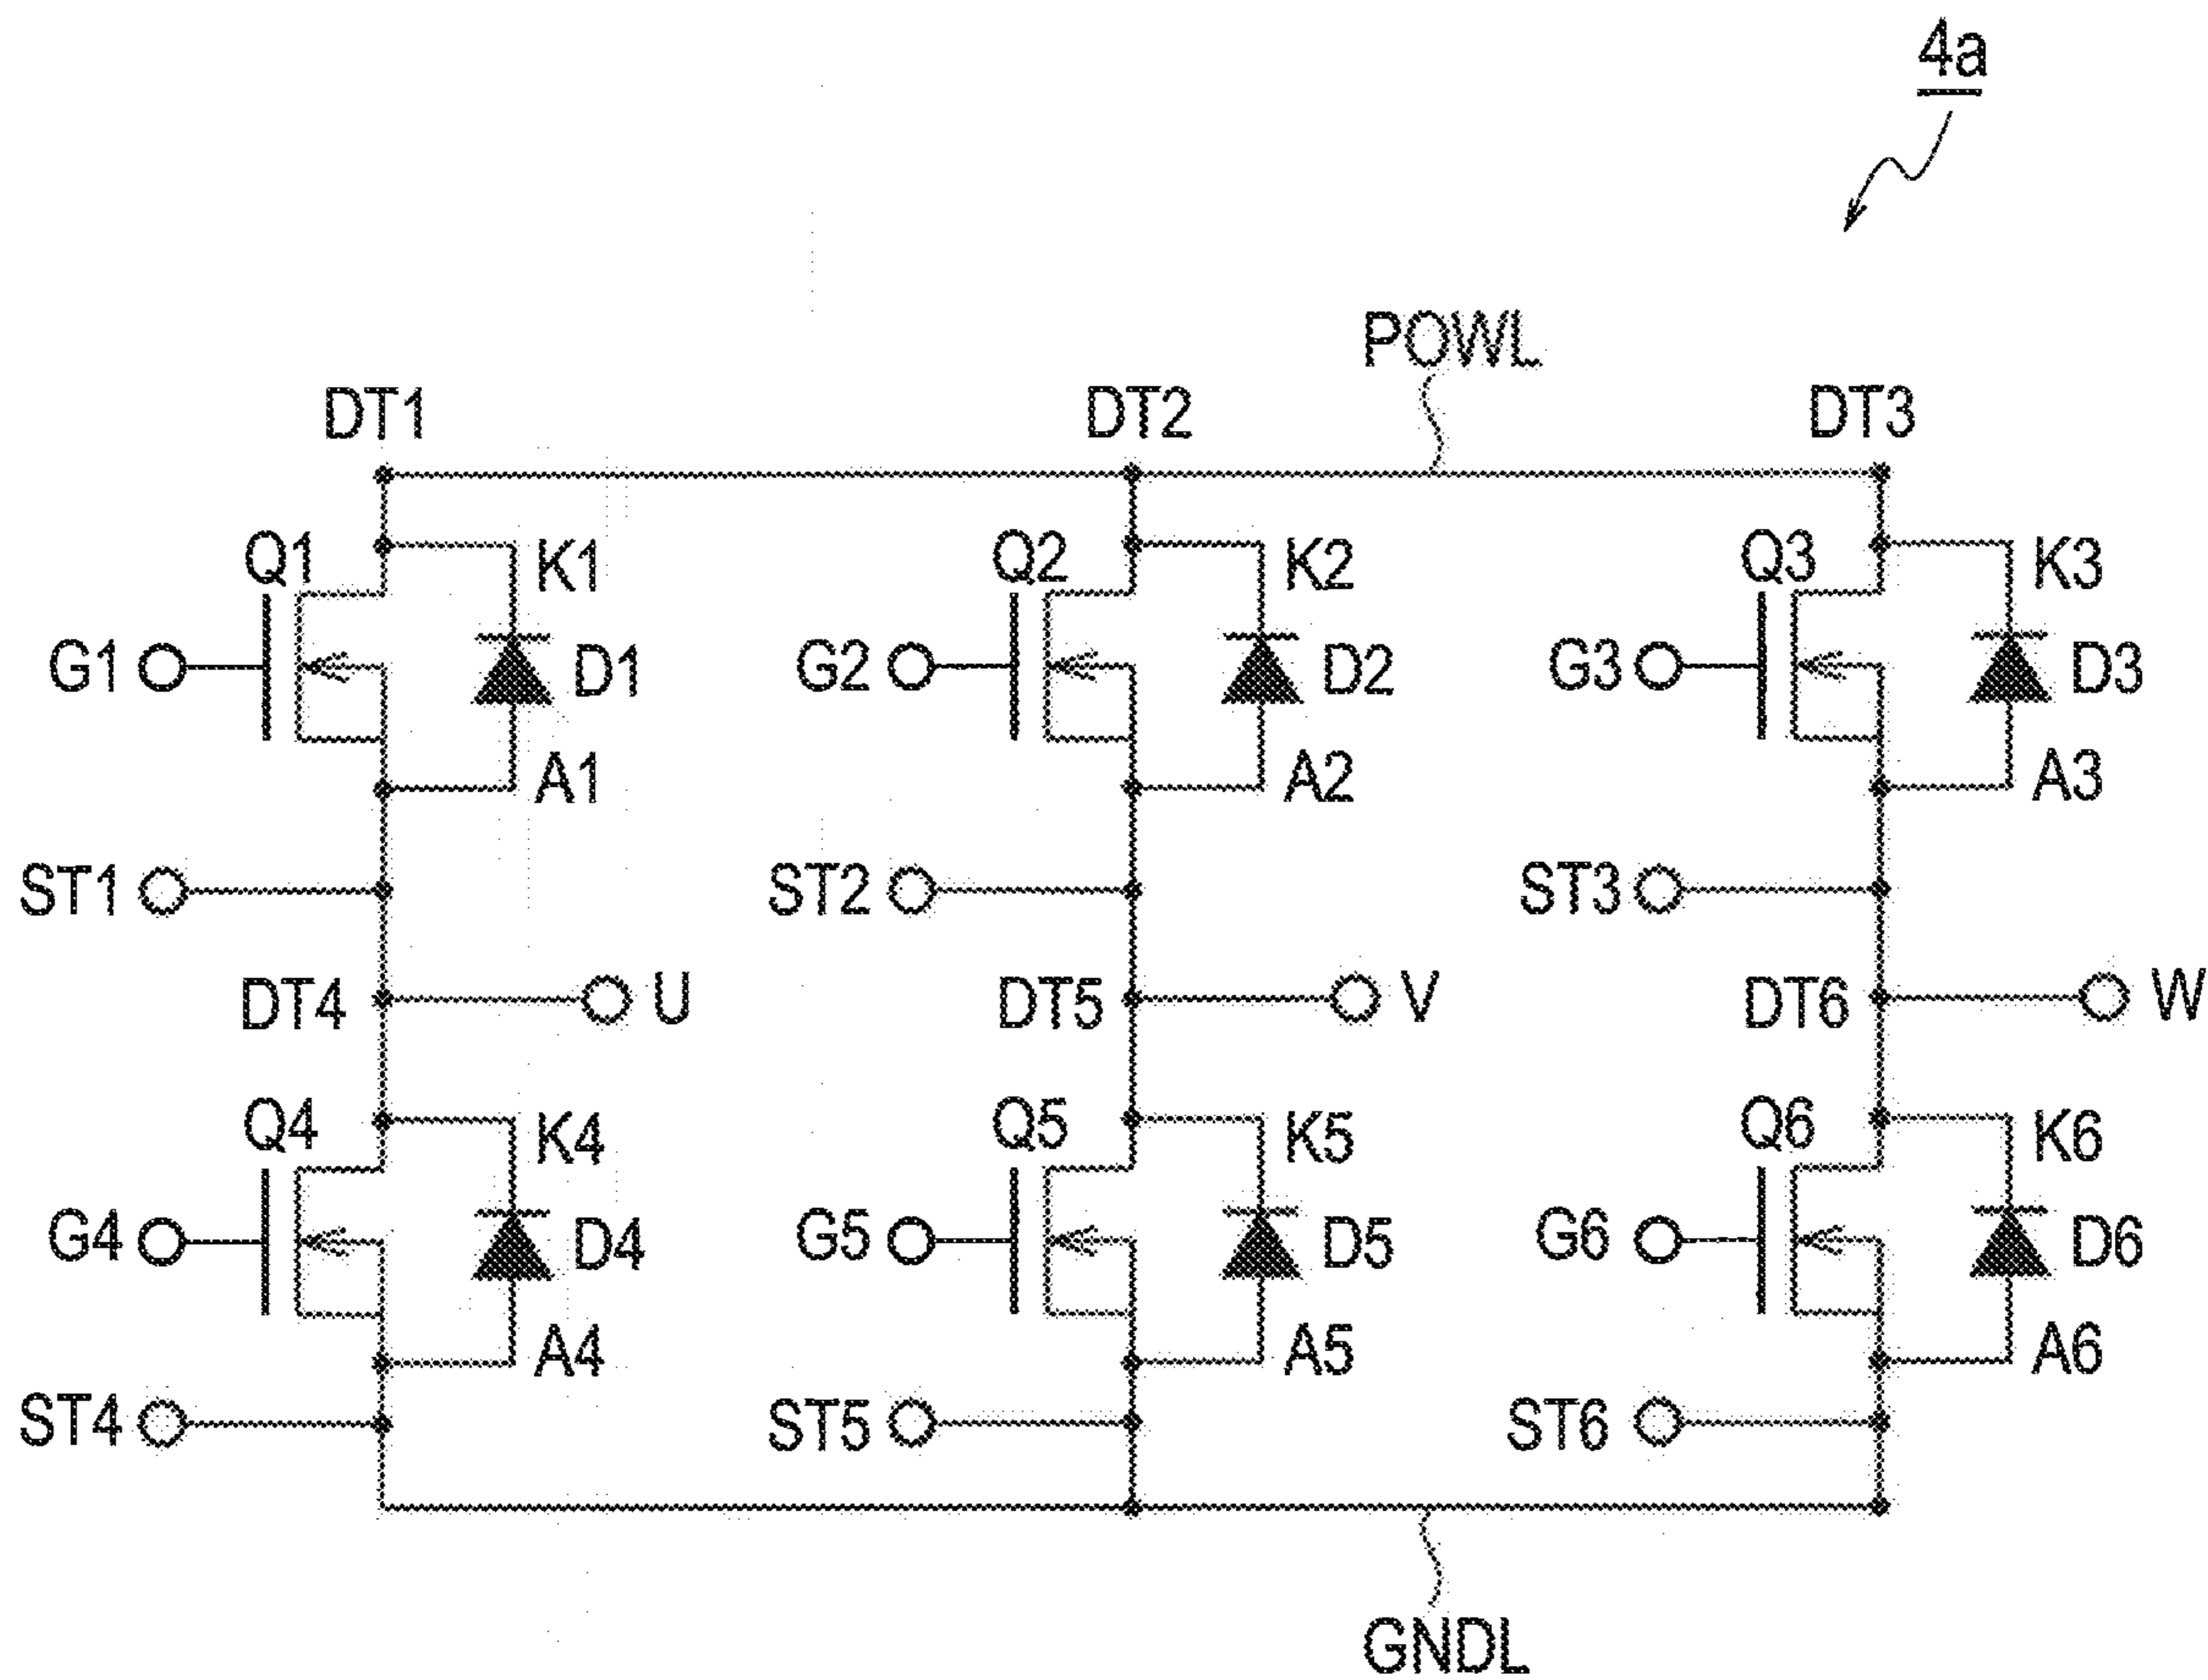 4a
POWL
DT1 DT2 DT3
Q1 K1 Q2 K2 Q3 K3
G1 D1 G2 D2 G3 D3
A1 A2 A3
ST1 ST2 ST3
DT4 U DT5 V DT6 W
Q4 K4 Q5 K5 Q6 K6
G4 D4 G5 D5 G6 D6
A4 A5 A6
ST4 ST5 ST6
GNDL